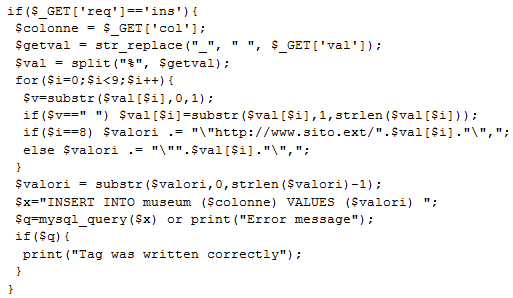 if($_GET['req']=='ins'){
$colonne = $_GET['col'];
$getval = str_replace("_", " ", $_GET['val']);
$val = split("%", $getval);
for($i=0;$i<9;$i++){
$v=substr($val[$i],0,1);
if($v==" ") $val[$i]=substr($val[$i],1,strlen($val[$i]));
if($i==8) $valori .= "\"http://www.sito.ext/".$val[$i]."\",";
else $valori .= "\"".$val[$i]."\",";
}
$valori = substr($valori,0,strlen($valori)-1);
$x="INSERT INTO museum ($colonne) VALUES ($valori) ";
$q=mysql_query($x) or print("Error message");
if($q){
print("Tag was written correctly");
}
}